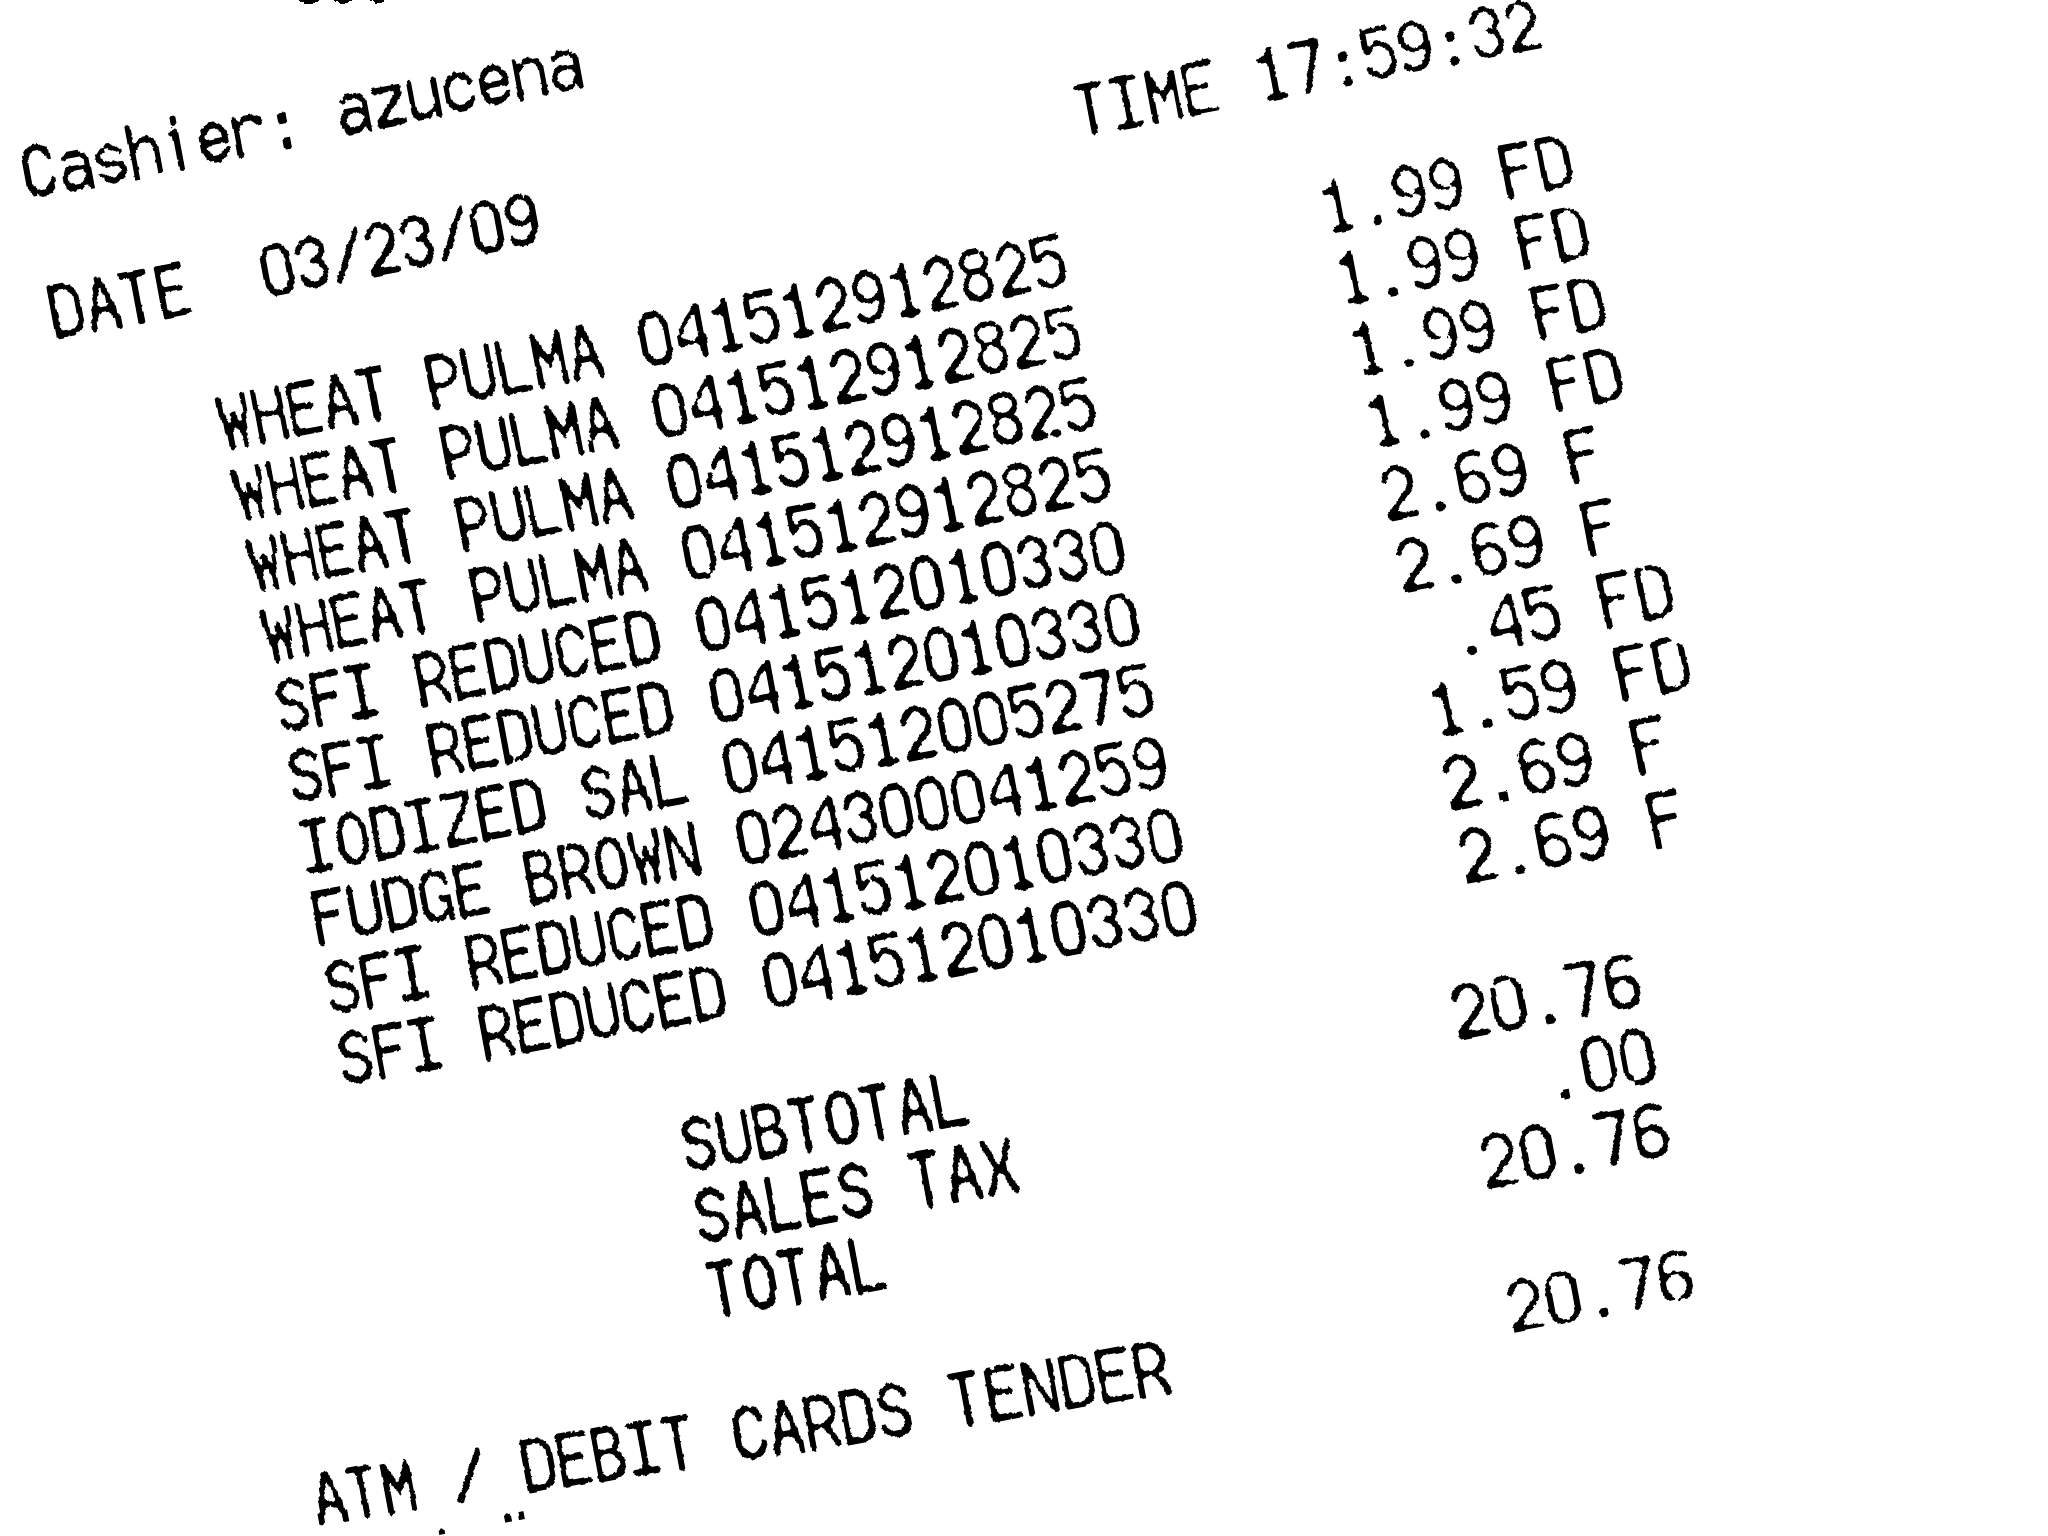 Cashier: azucena
DATE 03/23/09 TIME 17:59:32
WHEAT PULMA 041512912825 1.99 FD
WHEAT PULMA 041512912825 1.99 FD
WHEAT PULMA 041512912825 1.99 FD
WHEAT PULMA 041512912825 1.99 FD
SFI REDUCED 041512010330 2.69 F
SFI REDUCED 041512010330 2.69 F
IODIZED SAL 041512005275 .45 FD
FUDGE BROWN 024300041259 1.59 FD
SFI REDUCED 041512010330 2.69 F
SFI REDUCED 041512010330 2.69 F
SUBTOTAL 20.76
SALES TAX .00
TOTAL 20.76
ATM / DEBIT CARDS TENDER 20.76